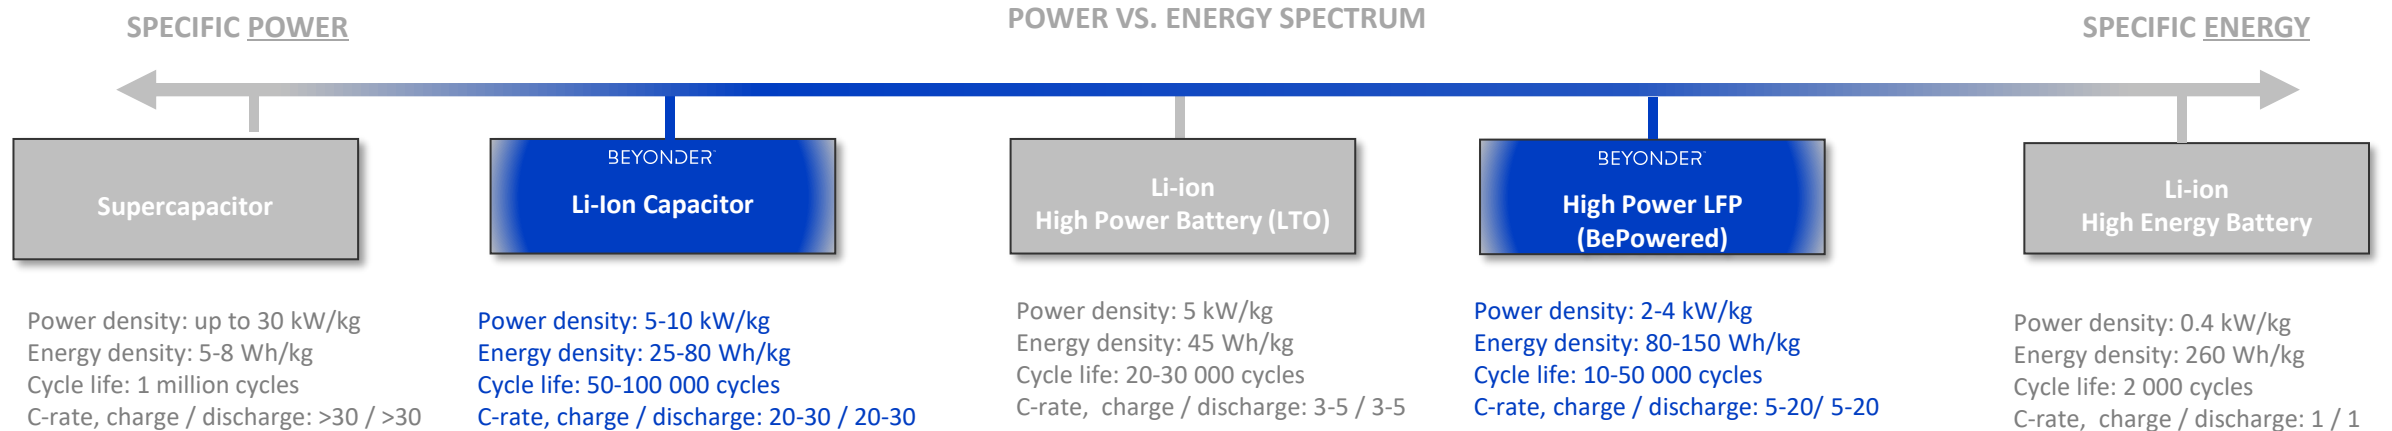 POWER VS. ENERGY SPECTRUM
SPECIFIC POWER
SPECIFIC ENERGY
Supercapacitor
Power density: up to 30 kW/kg
Energy density: 5-8 Wh/kg
Cycle life: 1 million cycles
C-rate, charge / discharge: >30 / >30
BEYONDER
Li-Ion Capacitor
Power density: 5-10 kW/kg
Energy density: 25-80 Wh/kg
Cycle life: 50-100 000 cycles
C-rate, charge / discharge: 20-30 / 20-30
Li-ion
High Power Battery (LTO)
Power density: 5 kW/kg
Energy density: 45 Wh/kg
Cycle life: 20-30 000 cycles
C-rate, charge / discharge: 3-5 / 3-5
BEYONDER
High Power LFP
(BePowered)
Power density: 2-4 kW/kg
Energy density: 80-150 Wh/kg
Cycle life: 10-50 000 cycles
C-rate, charge / discharge: 5-20/ 5-20
Li-ion
High Energy Battery
Power density: 0.4 kW/kg
Energy density: 260 Wh/kg
Cycle life: 2 000 cycles
C-rate, charge / discharge: 1 / 1